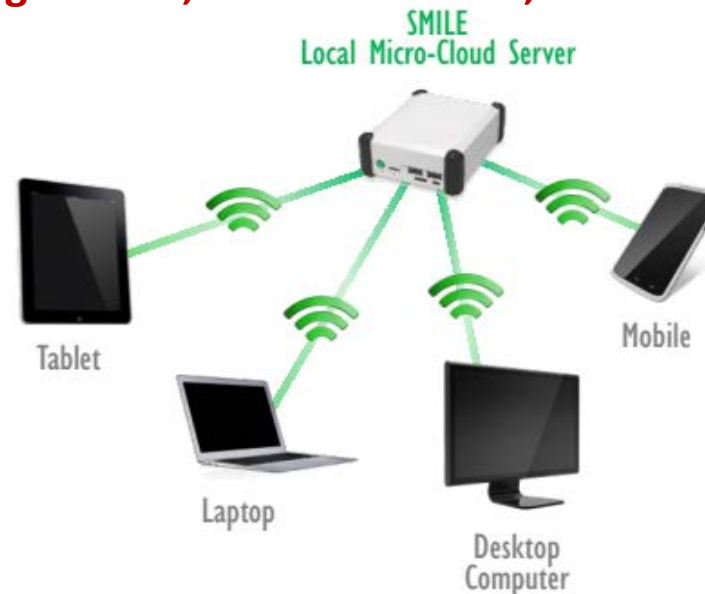 SMILE
Local Micro-Cloud Server
Tablet
Mobile
Laptop
Desktop
Computer